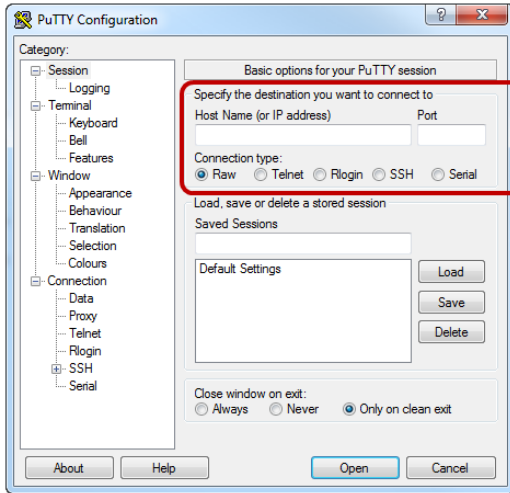 PuTTY Configuration
Category:
Session
Logging
Terminal
Keyboard
Bell
Features
Window
Appearance
Behaviour
Translation
Selection
Colours
Connection
Data
Proxy
Telnet
Rlogin
SSH
Serial
Basic options for your PuTTY session
Specify the destination you want to connect to
Host Name (or IP address) Port
Connection type:
Raw Telnet Rlogin SSH Serial
Load, save or delete a stored session
Saved Sessions
Default Settings
Load
Save
Delete
Close window on exit:
Always Never Only on clean exit
About Help Open Cancel